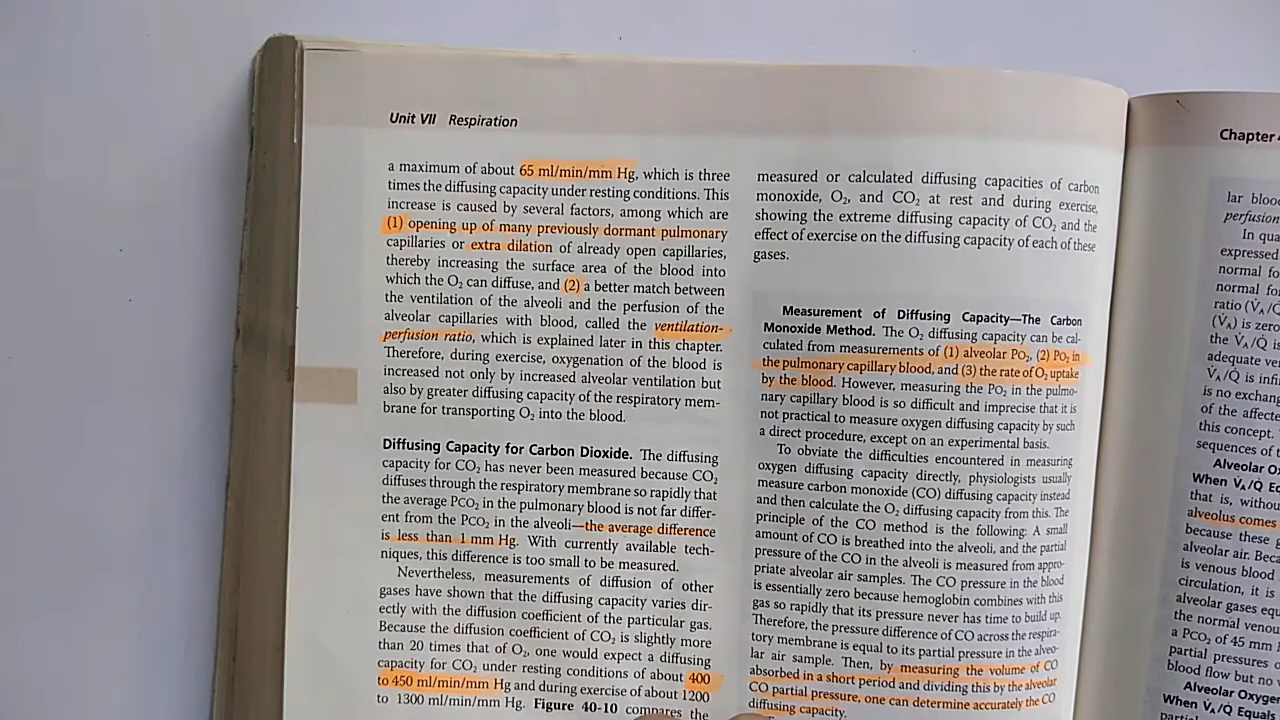 Unit VII Respiration
a maximum of about 65 ml/min/mm Hg, which is three
times the diffusing capacity under resting conditions. This
increase is caused by several factors, among which are
(1) opening up of many previously dormant pulmonary
capillaries or extra dilation of already open capillaries,
thereby increasing the surface area of the blood into
which the O₂ can diffuse, and (2) a better match between
the ventilation of the alveoli and the perfusion of the
alveolar capillaries with blood, called the ventilation-
perfusion ratio, which is explained later in this chapter.
Therefore, during exercise, oxygenation of the blood is
increased not only by increased alveolar ventilation but
also by greater diffusing capacity of the respiratory mem-
brane for transporting O₂ into the blood.
Diffusing Capacity for Carbon Dioxide. The diffusing
capacity for CO₂ has never been measured because CO₂
diffuses through the respiratory membrane so rapidly that
the average PCO₂ in the pulmonary blood is not far differ-
ent from the PCO₂ in the alveoli—the average difference
is less than 1 mm Hg. With currently available tech-
niques, this difference is too small to be measured.
Nevertheless, measurements of diffusion of other
gases have shown that the diffusing capacity varies dir-
ectly with the diffusion coefficient of the particular gas.
Because the diffusion coefficient of CO₂ is slightly more
than 20 times that of O₂, one would expect a diffusing
capacity for CO₂ under resting conditions of about 400
to 450 ml/min/mm Hg and during exercise of about 1200
to 1300 ml/min/mm Hg. Figure 40-10 compares the
measured or calculated diffusing capacities of carbon
monoxide, O₂, and CO₂ at rest and during exercise,
showing the extreme diffusing capacity of CO₂ and the
effect of exercise on the diffusing capacity of each of these
gases.
Measurement of Diffusing Capacity—The Carbon
Monoxide Method. The O₂ diffusing capacity can be cal-
culated from measurements of (1) alveolar PO₂, (2) PO₂ in
the pulmonary capillary blood, and (3) the rate of O₂ uptake
by the blood. However, measuring the PO₂ in the pulmo-
nary capillary blood is so difficult and imprecise that it is
not practical to measure oxygen diffusing capacity by such
a direct procedure, except on an experimental basis.
To obviate the difficulties encountered in measuring
oxygen diffusing capacity directly, physiologists usually
measure carbon monoxide (CO) diffusing capacity instead
and then calculate the O₂ diffusing capacity from this. The
principle of the CO method is the following: A small
amount of CO is breathed into the alveoli, and the partial
pressure of the CO in the alveoli is measured from appro-
priate alveolar air samples. The CO pressure in the blood
is essentially zero because hemoglobin combines with this
gas so rapidly that its pressure never has time to build up.
Therefore, the pressure difference of CO across the respira-
tory membrane is equal to its partial pressure in the alveo-
lar air sample. Then, by measuring the volume of CO
absorbed in a short period and dividing this by the alveolar
CO partial pressure, one can determine accurately the CO
diffusing capacity.
Chapter
lar bloo
perfusion
In qua
expressed
normal fo
normal fo
ratio (V̇ₐ/
(V̇ₐ) is zero
the V̇ₐ/Q̇ is
adequate ve
V̇ₐ/Q̇ is infi
is no exchan
of the affecte
this concept.
sequences of t
Alveolar Ox
When V̇ₐ/Q̇ Eq
that is, withou
alveolus comes
because these g
alveolar air. Beca
is venous blood
circulation, it is
alveolar gases equ
the normal venou
a PCO₂ of 45 mm
partial pressures o
blood flow but no v
Alveolar Oxyge
When V̇ₐ/Q̇ Equals